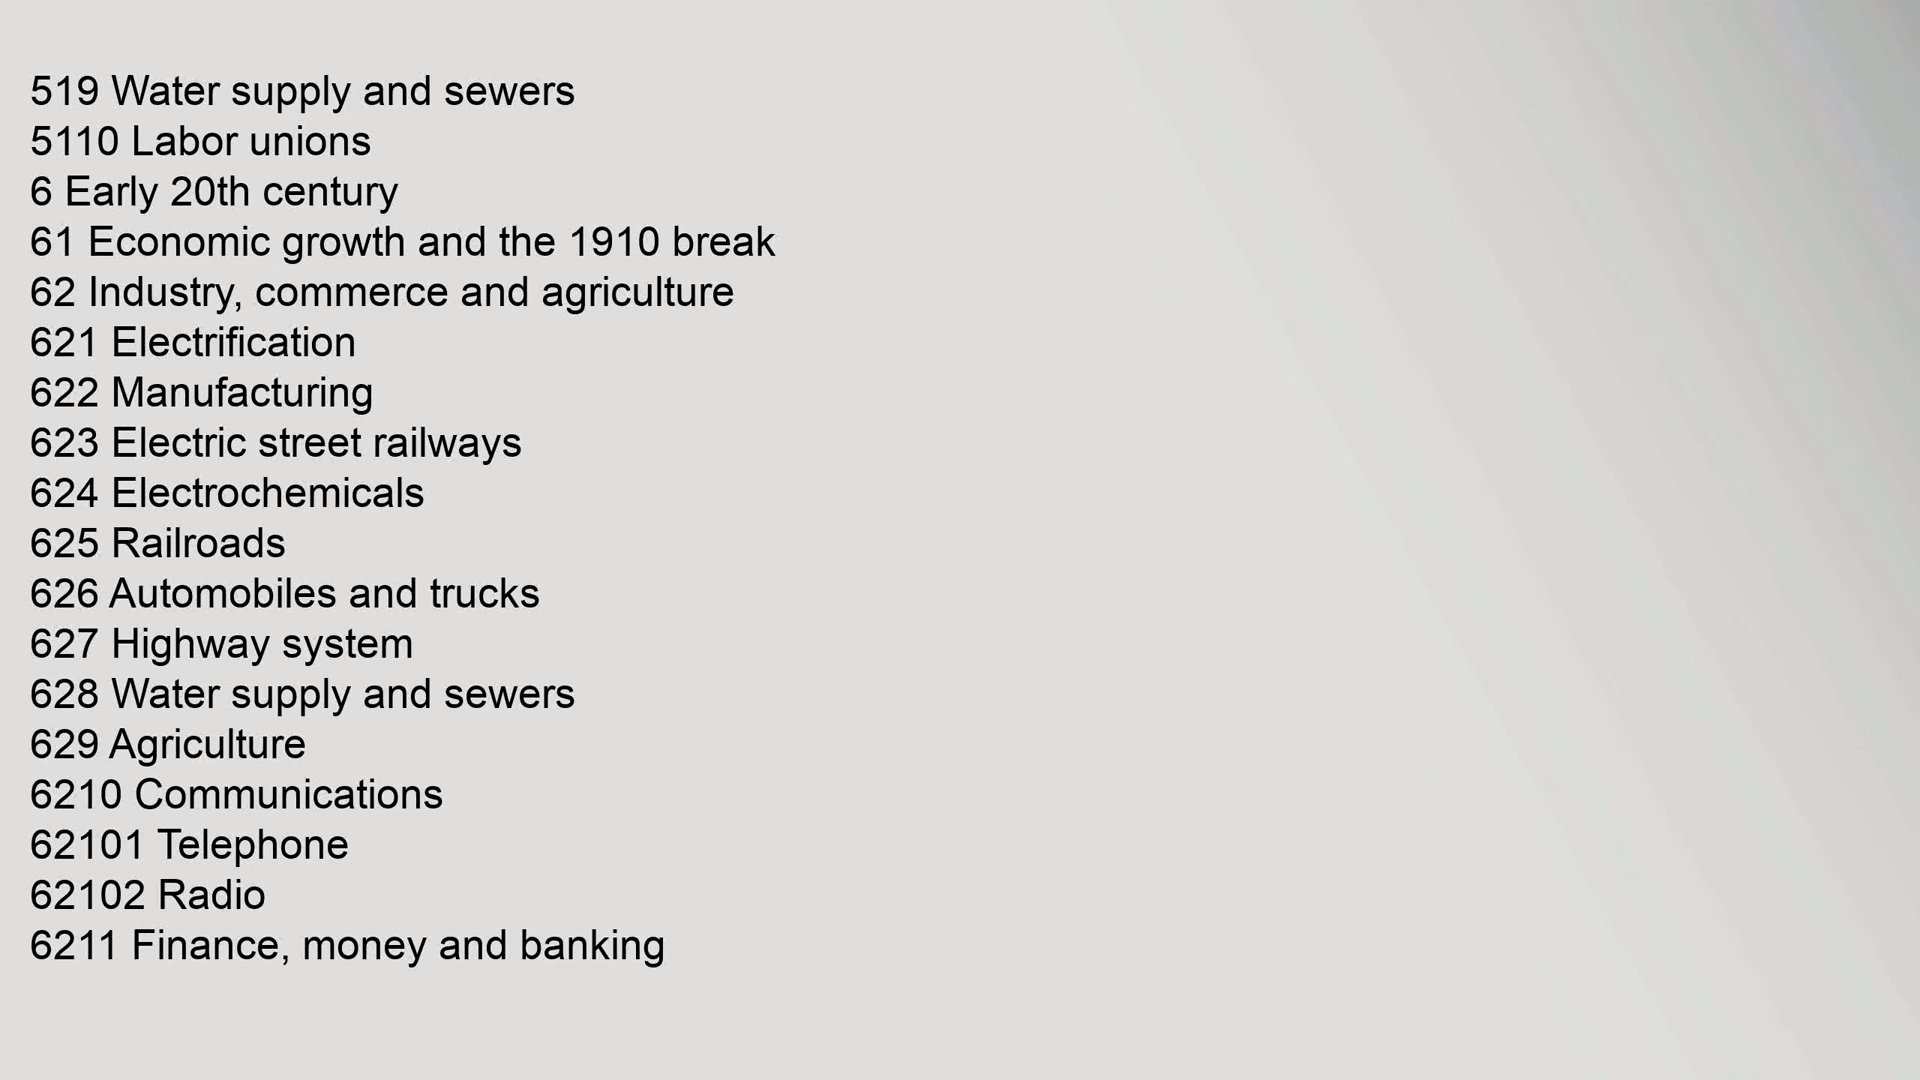 519 Water supply and sewers
5110 Labor unions
6 Early 20th century
61 Economic growth and the 1910 break
62 Industry, commerce and agriculture
621 Electrification
622 Manufacturing
623 Electric street railways
624 Electrochemicals
625 Railroads
626 Automobiles and trucks
627 Highway system
628 Water supply and sewers
629 Agriculture
6210 Communications
62101 Telephone
62102 Radio
6211 Finance, money and banking